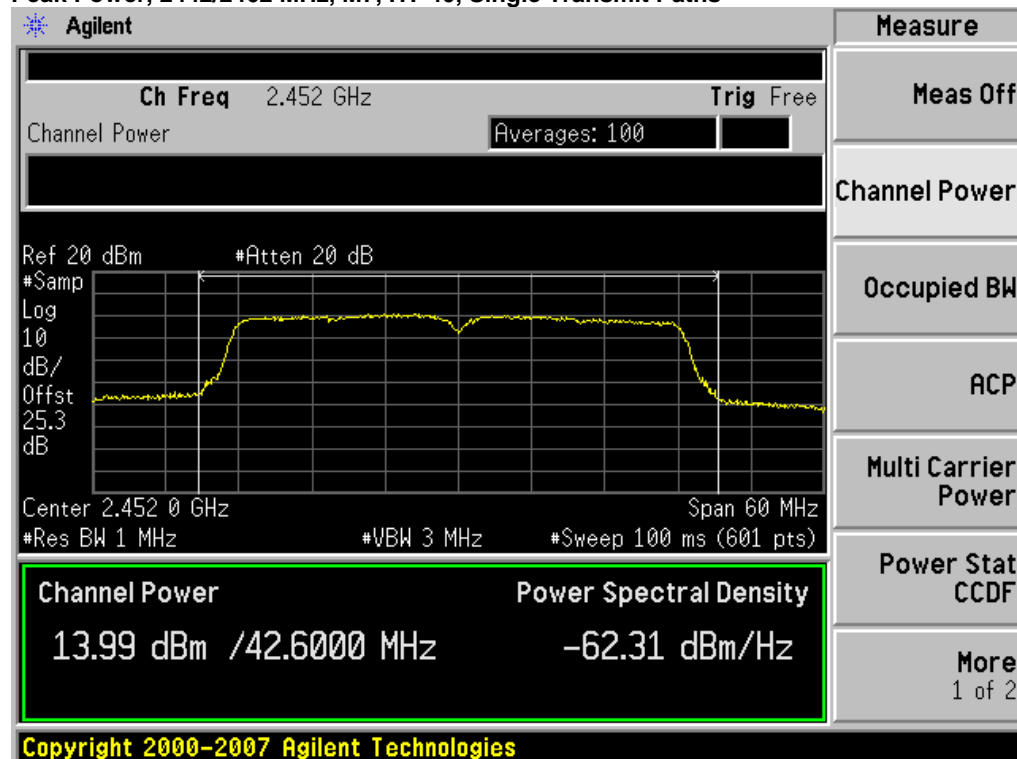 Agilent
Measure
Ch Freq 2.452 GHz Trig Free
Channel Power Averages: 100
Ref 20 dBm #Atten 20 dB
#Samp
Log
10
dB/
Offst
25.3
dB
Center 2.452 0 GHz Span 60 MHz
#Res BW 1 MHz #VBW 3 MHz #Sweep 100 ms (601 pts)
Channel Power Power Spectral Density
13.99 dBm /42.6000 MHz -62.31 dBm/Hz
Meas Off
Channel Power
Occupied BW
ACP
Multi Carrier
Power
Power Stat
CCDF
More
1 of 2
Copyright 2000-2007 Agilent Technologies